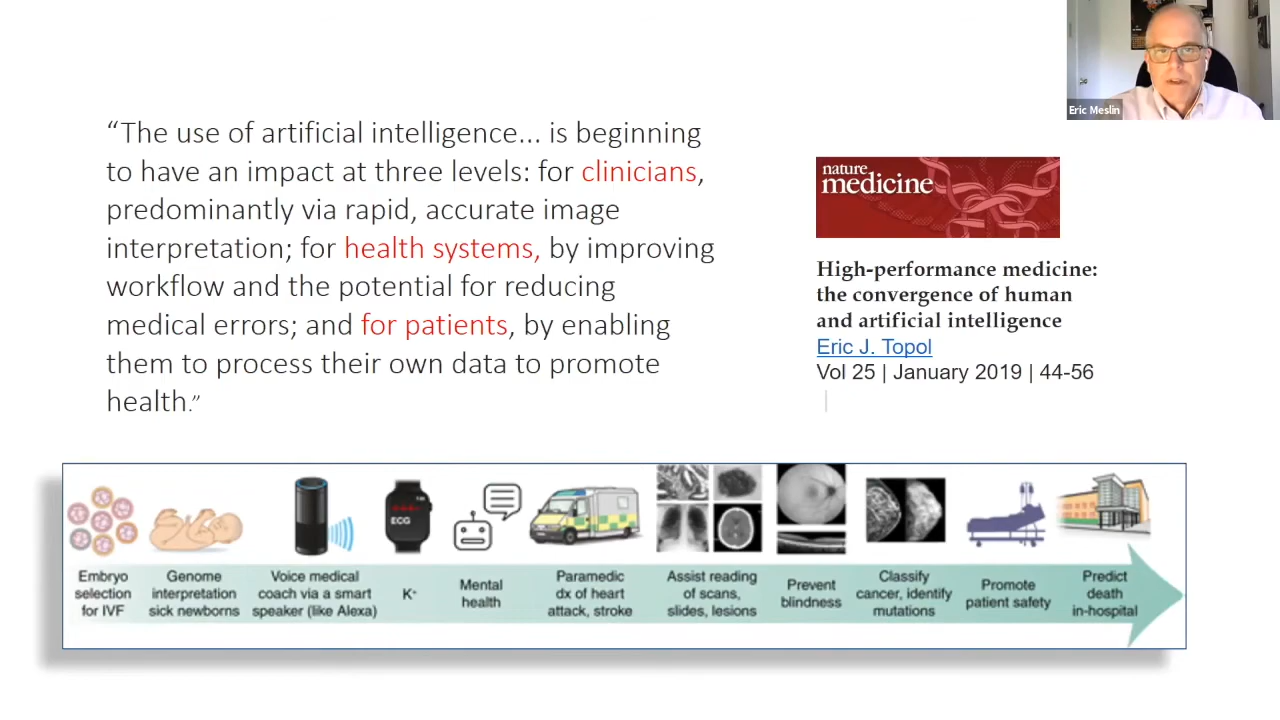 Eric Meslin
“The use of artificial intelligence... is beginning
to have an impact at three levels: for clinicians,
predominantly via rapid, accurate image
interpretation; for health systems, by improving
workflow and the potential for reducing
medical errors; and for patients, by enabling
them to process their own data to promote
health.”
nature
medicine
High-performance medicine:
the convergence of human
and artificial intelligence
Eric J. Topol
Vol 25 | January 2019 | 44-56
ECG
Embryo
selection
for IVF
Genome
interpretation
sick newborns
Voice medical
coach via a smart
speaker (like Alexa)
K+
Mental
health
Paramedic
dx of heart
attack, stroke
Assist reading
of scans,
slides, lesions
Prevent
blindness
Classify
cancer, identify
mutations
Promote
patient safety
Predict
death
in-hospital